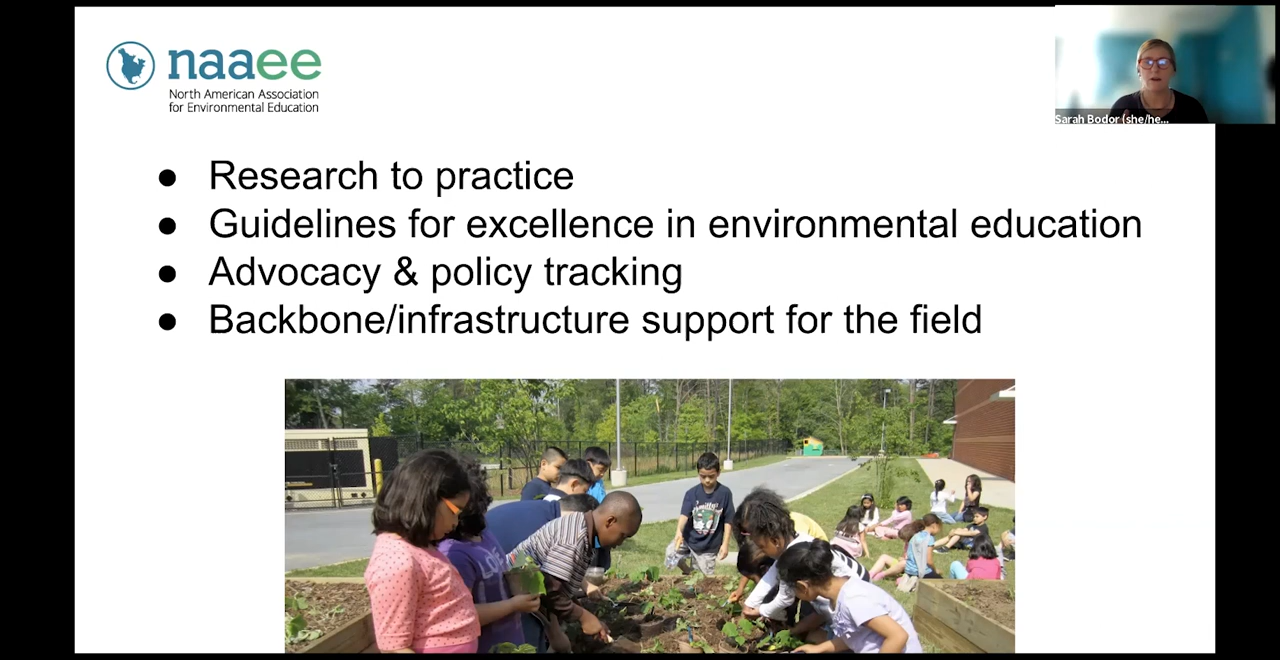 naaee
North American Association
for Environmental Education
Sarah Bodor (she/he...
● Research to practice
● Guidelines for excellence in environmental education
● Advocacy & policy tracking
● Backbone/infrastructure support for the field
LOVE